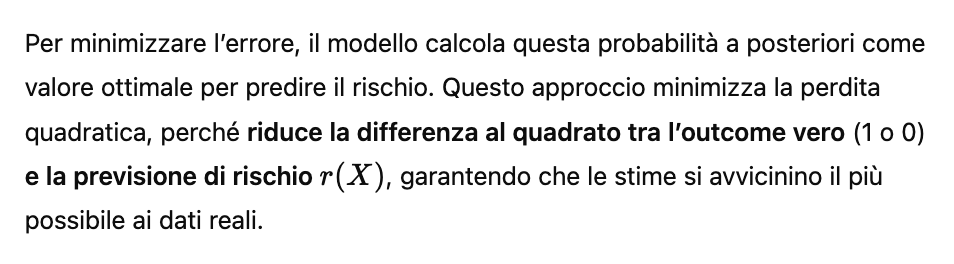 Per minimizzare l’errore, il modello calcola questa probabilità a posteriori come
valore ottimale per predire il rischio. Questo approccio minimizza la perdita
quadratica, perché riduce la differenza al quadrato tra l’outcome vero (1 o 0)
e la previsione di rischio r(X), garantendo che le stime si avvicinino il più
possibile ai dati reali.